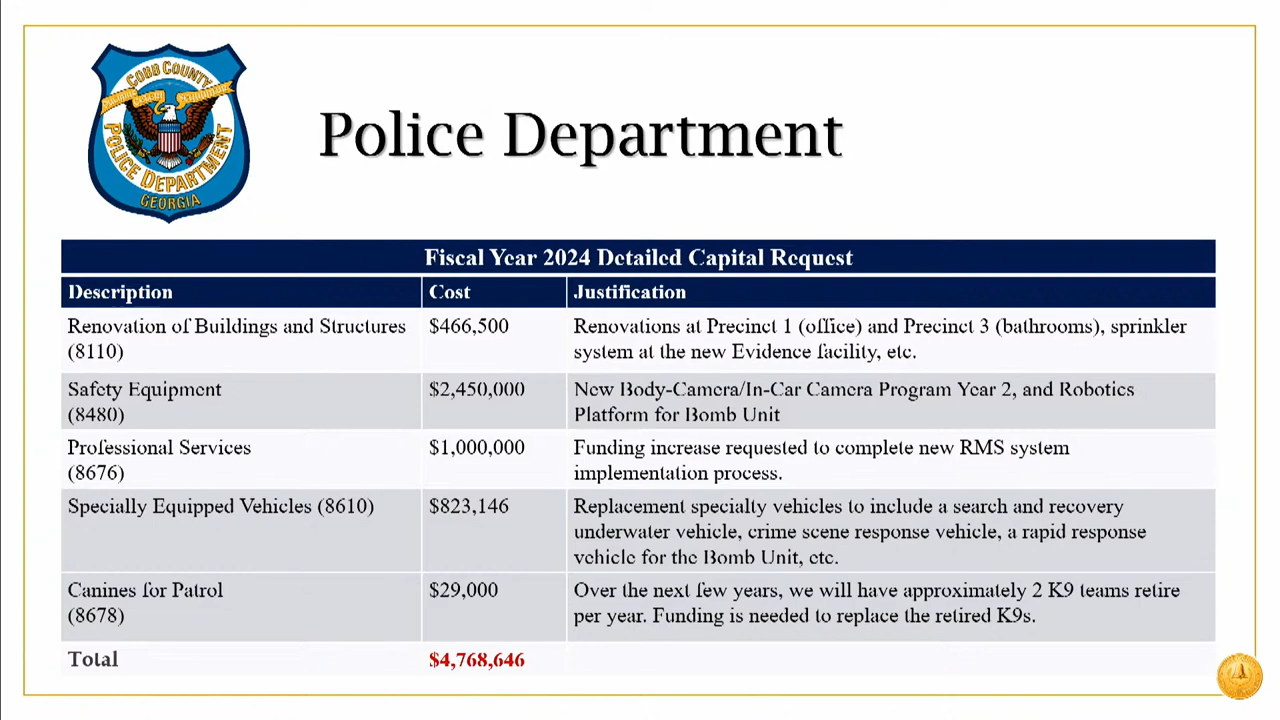 COBB COUNTY
POLICE DEPARTMENT
GEORGIA
Police Department
Fiscal Year 2024 Detailed Capital Request
Description Cost Justification
Renovation of Buildings and Structures
(8110)
$466,500
Renovations at Precinct 1 (office) and Precinct 3 (bathrooms), sprinkler
system at the new Evidence facility, etc.
Safety Equipment
(8480)
$2,450,000
New Body-Camera/In-Car Camera Program Year 2, and Robotics
Platform for Bomb Unit
Professional Services
(8676)
$1,000,000
Funding increase requested to complete new RMS system
implementation process.
Specially Equipped Vehicles (8610)
$823,146
Replacement specialty vehicles to include a search and recovery
underwater vehicle, crime scene response vehicle, a rapid response
vehicle for the Bomb Unit, etc.
Canines for Patrol
(8678)
$29,000
Over the next few years, we will have approximately 2 K9 teams retire
per year. Funding is needed to replace the retired K9s.
Total $4,768,646